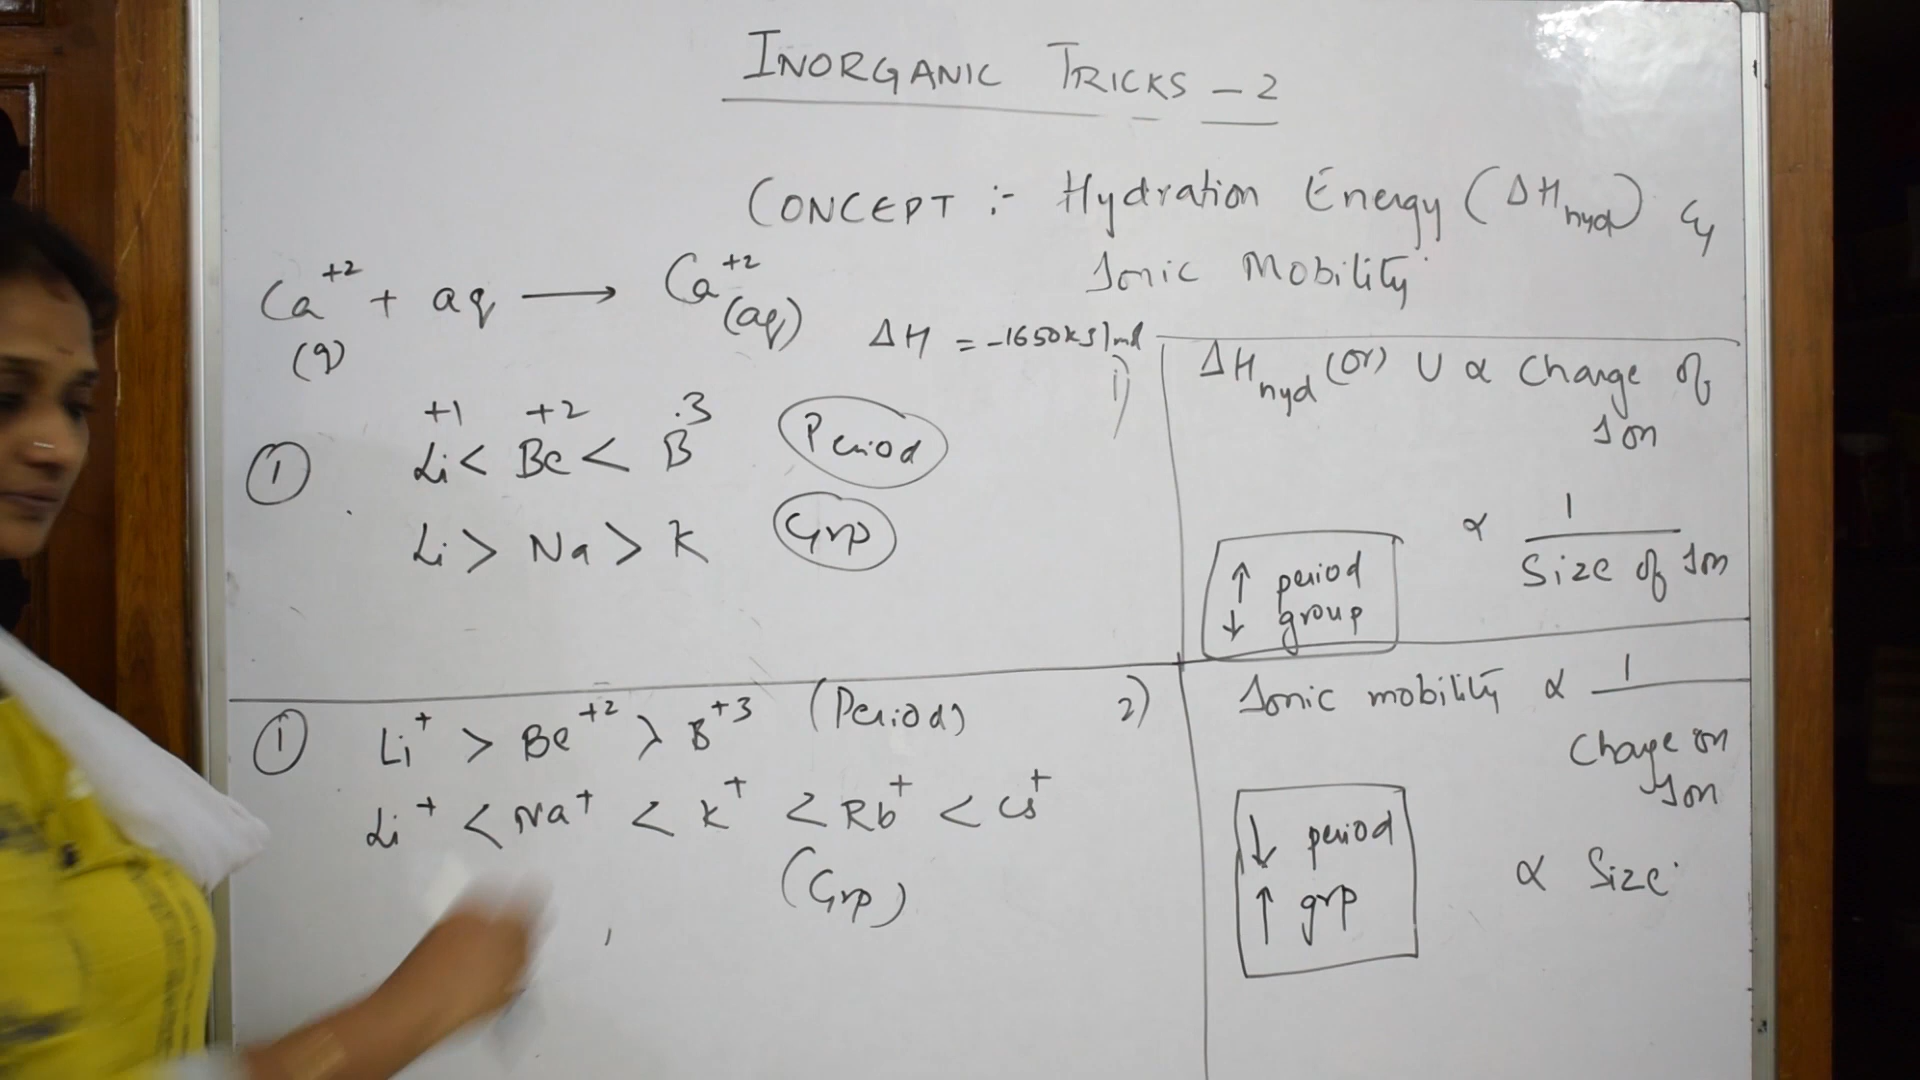 INORGANIC TRICKS - 2
CONCEPT :- Hydration Energy (ΔH hyd) &
Ionic Mobility
Ca +2 (g) + aq ⟶ Ca +2 (aq) ΔH = -1650 kJ/mol
1) ΔH hyd (or) U α Charge of
Ion
α 1 / Size of Ion
↑ period
↓ group
+1 +2 +3
① Li < Be < B Period
Li > Na > K Grp
① Li+ > Be+2 > B+3 (Period)
Li+ < Na+ < K+ < Rb+ < Cs+
(Grp)
2) Ionic mobility α 1 / Charge on
Ion
α Size
↓ period
↑ grp